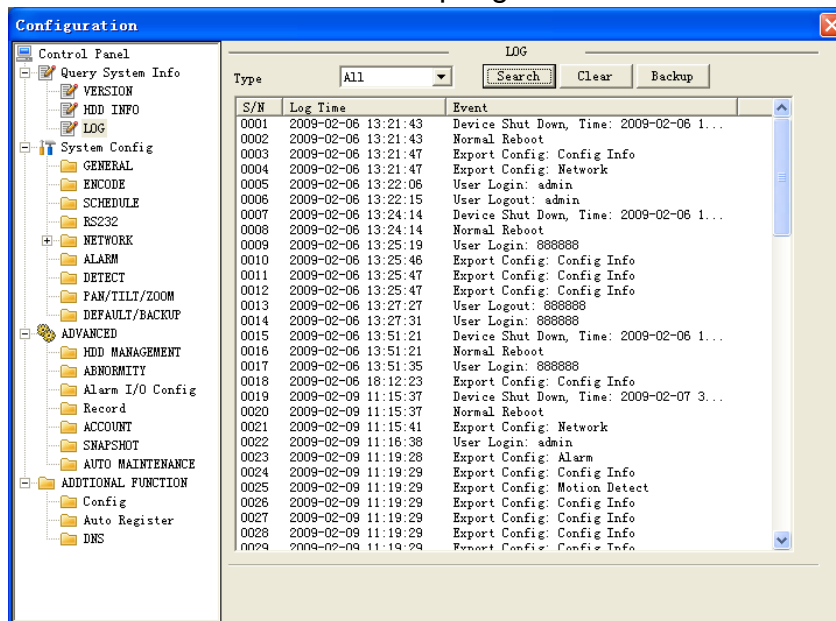 Configuration
Control Panel
Query System Info
VERSION
HDD INFO
LOG
System Config
GENERAL
ENCODE
SCHEDULE
RS232
NETWORK
ALARM
DETECT
PAN/TILT/ZOOM
DEFAULT/BACKUP
ADVANCED
HDD MANAGEMENT
ABNORMITY
Alarm I/O Config
Record
ACCOUNT
SNAPSHOT
AUTO MAINTENANCE
ADDTIONAL FUNCTION
Config
Auto Register
DNS
LOG
Type All Search Clear Backup
S/N Log Time Event
0001 2009-02-06 13:21:43 Device Shut Down, Time: 2009-02-06 1...
0002 2009-02-06 13:21:43 Normal Reboot
0003 2009-02-06 13:21:47 Export Config: Config Info
0004 2009-02-06 13:21:47 Export Config: Network
0005 2009-02-06 13:22:06 User Login: admin
0006 2009-02-06 13:22:15 User Logout: admin
0007 2009-02-06 13:24:14 Device Shut Down, Time: 2009-02-06 1...
0008 2009-02-06 13:24:14 Normal Reboot
0009 2009-02-06 13:25:19 User Login: 888888
0010 2009-02-06 13:25:46 Export Config: Config Info
0011 2009-02-06 13:25:47 Export Config: Config Info
0012 2009-02-06 13:25:47 Export Config: Config Info
0013 2009-02-06 13:27:27 User Logout: 888888
0014 2009-02-06 13:27:31 User Login: 888888
0015 2009-02-06 13:51:21 Device Shut Down, Time: 2009-02-06 1...
0016 2009-02-06 13:51:21 Normal Reboot
0017 2009-02-06 13:51:35 User Login: 888888
0018 2009-02-06 18:12:23 Export Config: Config Info
0019 2009-02-09 11:15:37 Device Shut Down, Time: 2009-02-07 3...
0020 2009-02-09 11:15:37 Normal Reboot
0021 2009-02-09 11:15:41 Export Config: Network
0022 2009-02-09 11:16:38 User Login: admin
0023 2009-02-09 11:19:28 Export Config: Alarm
0024 2009-02-09 11:19:29 Export Config: Config Info
0025 2009-02-09 11:19:29 Export Config: Motion Detect
0026 2009-02-09 11:19:29 Export Config: Config Info
0027 2009-02-09 11:19:29 Export Config: Config Info
0028 2009-02-09 11:19:29 Export Config: Config Info
0029 2009-02-09 11:19:29 Export Config: Config Info